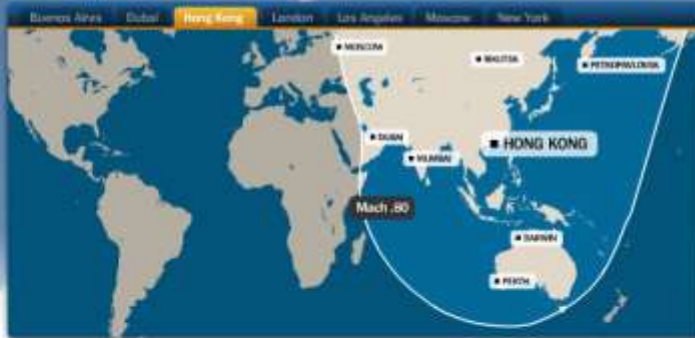 Buenos Aires Dubai Hong Kong London Los Angeles Moscow New York
MOSCOW
IRKUTSK
PETROPAVLOVSK
DUBAI
HONG KONG
MUMBAI
Mach .80
DARWIN
PERTH